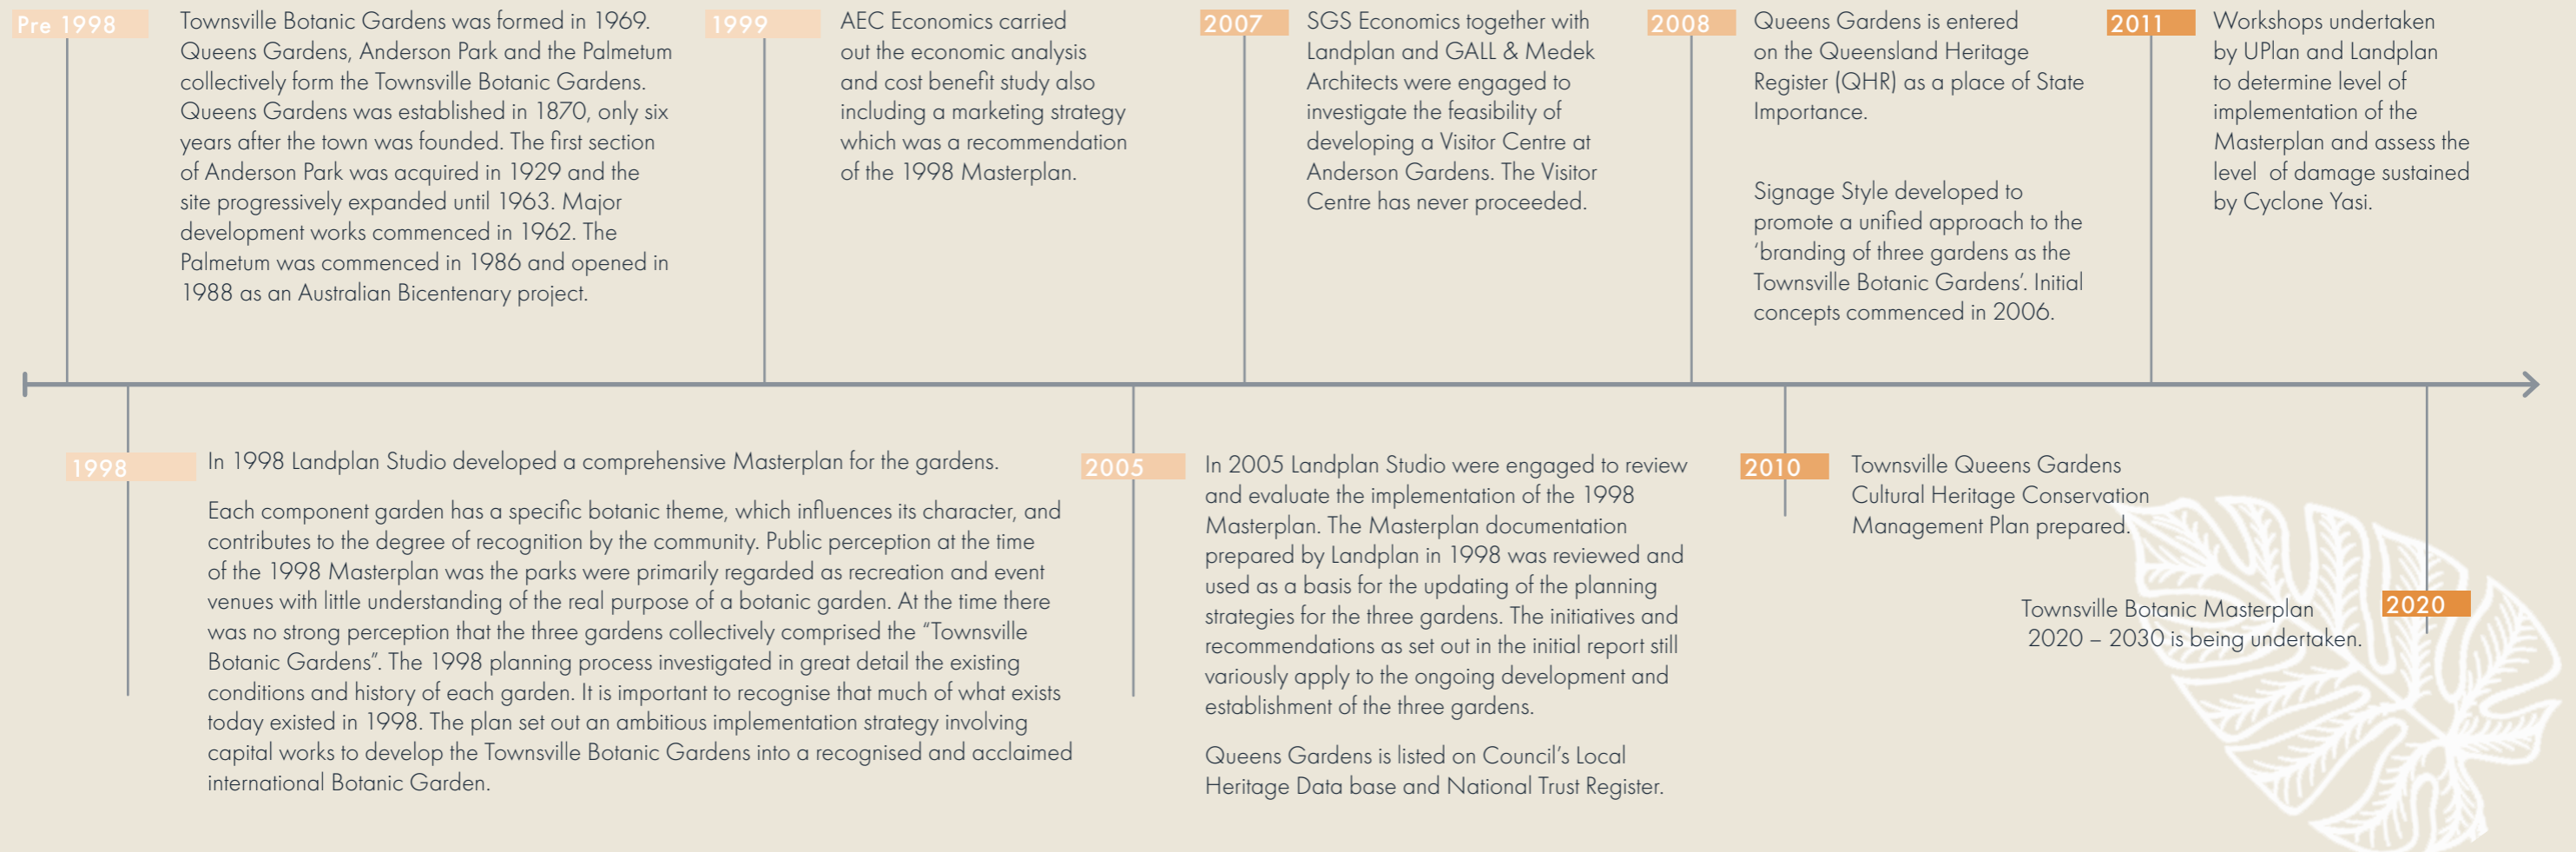 Pre 1998
Townsville Botanic Gardens was formed in 1969.
Queens Gardens, Anderson Park and the Palmetum
collectively form the Townsville Botanic Gardens.
Queens Gardens was established in 1870, only six
years after the town was founded. The first section
of Anderson Park was acquired in 1929 and the
site progressively expanded until 1963. Major
development works commenced in 1962. The
Palmetum was commenced in 1986 and opened in
1988 as an Australian Bicentenary project.
1998
In 1998 Landplan Studio developed a comprehensive Masterplan for the gardens.
Each component garden has a specific botanic theme, which influences its character, and
contributes to the degree of recognition by the community. Public perception at the time
of the 1998 Masterplan was the parks were primarily regarded as recreation and event
venues with little understanding of the real purpose of a botanic garden. At the time there
was no strong perception that the three gardens collectively comprised the “Townsville
Botanic Gardens”. The 1998 planning process investigated in great detail the existing
conditions and history of each garden. It is important to recognise that much of what exists
today existed in 1998. The plan set out an ambitious implementation strategy involving
capital works to develop the Townsville Botanic Gardens into a recognised and acclaimed
international Botanic Garden.
1999
AEC Economics carried
out the economic analysis
and cost benefit study also
including a marketing strategy
which was a recommendation
of the 1998 Masterplan.
2005
In 2005 Landplan Studio were engaged to review
and evaluate the implementation of the 1998
Masterplan. The Masterplan documentation
prepared by Landplan in 1998 was reviewed and
used as a basis for the updating of the planning
strategies for the three gardens. The initiatives and
recommendations as set out in the initial report still
variously apply to the ongoing development and
establishment of the three gardens.
Queens Gardens is listed on Council’s Local
Heritage Data base and National Trust Register.
2007
SGS Economics together with
Landplan and GALL & Medek
Architects were engaged to
investigate the feasibility of
developing a Visitor Centre at
Anderson Gardens. The Visitor
Centre has never proceeded.
2008
Queens Gardens is entered
on the Queensland Heritage
Register (QHR) as a place of State
Importance.
Signage Style developed to
promote a unified approach to the
‘branding of three gardens as the
Townsville Botanic Gardens’. Initial
concepts commenced in 2006.
2010
Townsville Queens Gardens
Cultural Heritage Conservation
Management Plan prepared.
2011
Workshops undertaken
by UPlan and Landplan
to determine level of
implementation of the
Masterplan and assess the
level of damage sustained
by Cyclone Yasi.
2020
Townsville Botanic Masterplan
2020 – 2030 is being undertaken.